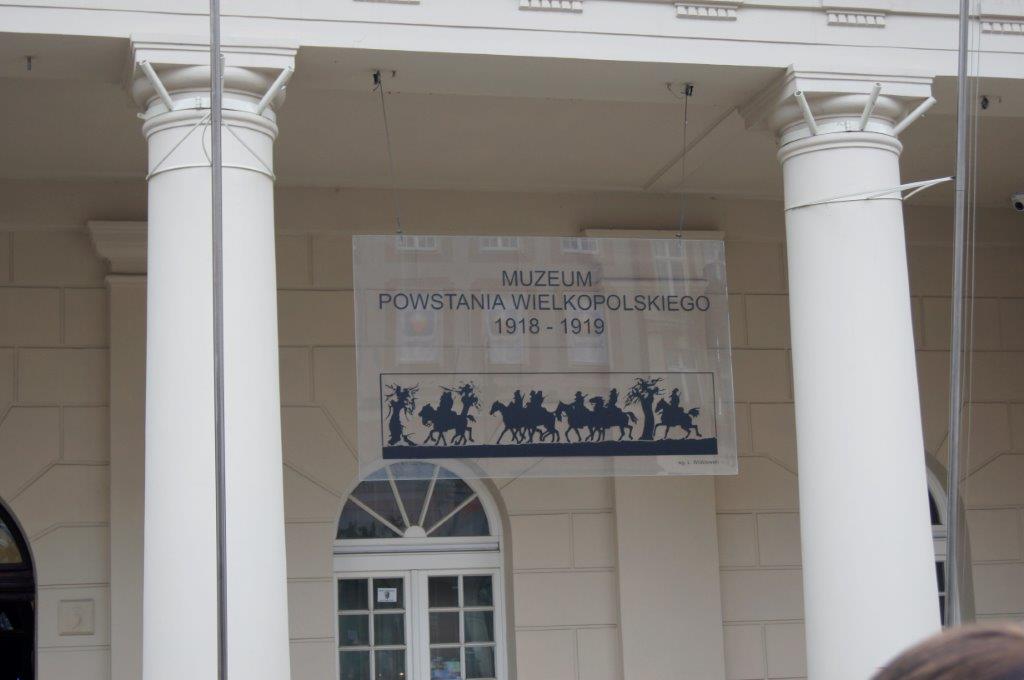 MUZEUM
POWSTANIA WIELKOPOLSKIEGO
1918 - 1919